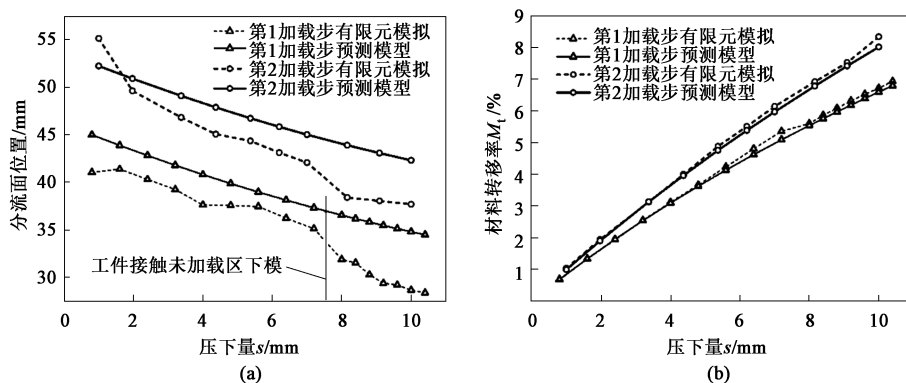 (a)
55
50
45
40
35
30
分流面位置/mm
第1加载步有限元模拟
第1加载步预测模型
第2加载步有限元模拟
第2加载步预测模型
工件接触未加载区下模
0 2 4 6 8 10
压下量s/mm
(a)
(b)
9
8
7
6
5
4
3
2
1
材料转移率Mt/%
第1加载步有限元模拟
第1加载步预测模型
第2加载步有限元模拟
第2加载步预测模型
0 2 4 6 8 10
压下量s/mm
(b)